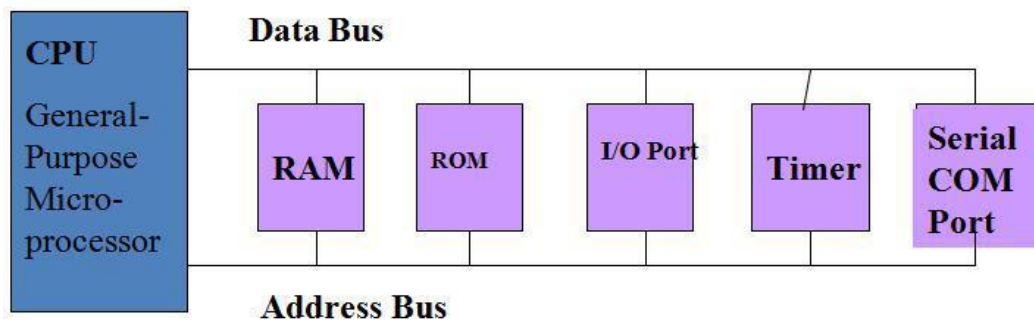 Data Bus
CPU
General-
Purpose
Micro-
processor
RAM
ROM
I/O Port
Timer
Serial
COM
Port
Address Bus